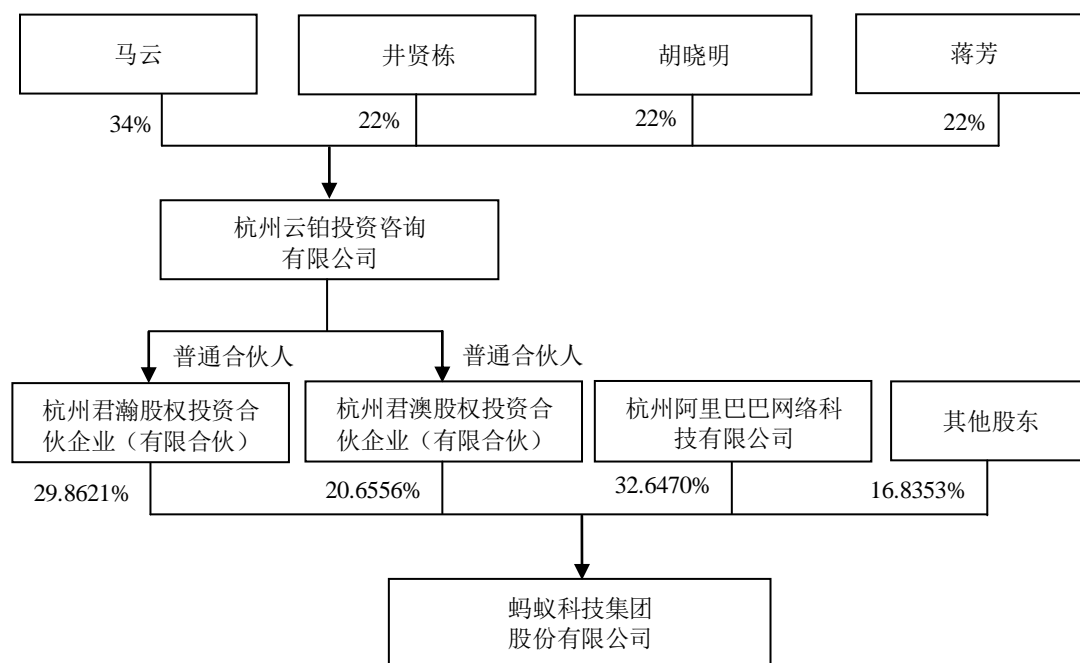 马云
井贤栋
胡晓明
蒋芳
34%
22%
22%
22%
杭州云铂投资咨询
有限公司
普通合伙人
普通合伙人
杭州君瀚股权投资合
伙企业（有限合伙）
杭州君澳股权投资合
伙企业（有限合伙）
杭州阿里巴巴网络科
技有限公司
其他股东
29.8621%
20.6556%
32.6470%
16.8353%
蚂蚁科技集团
股份有限公司